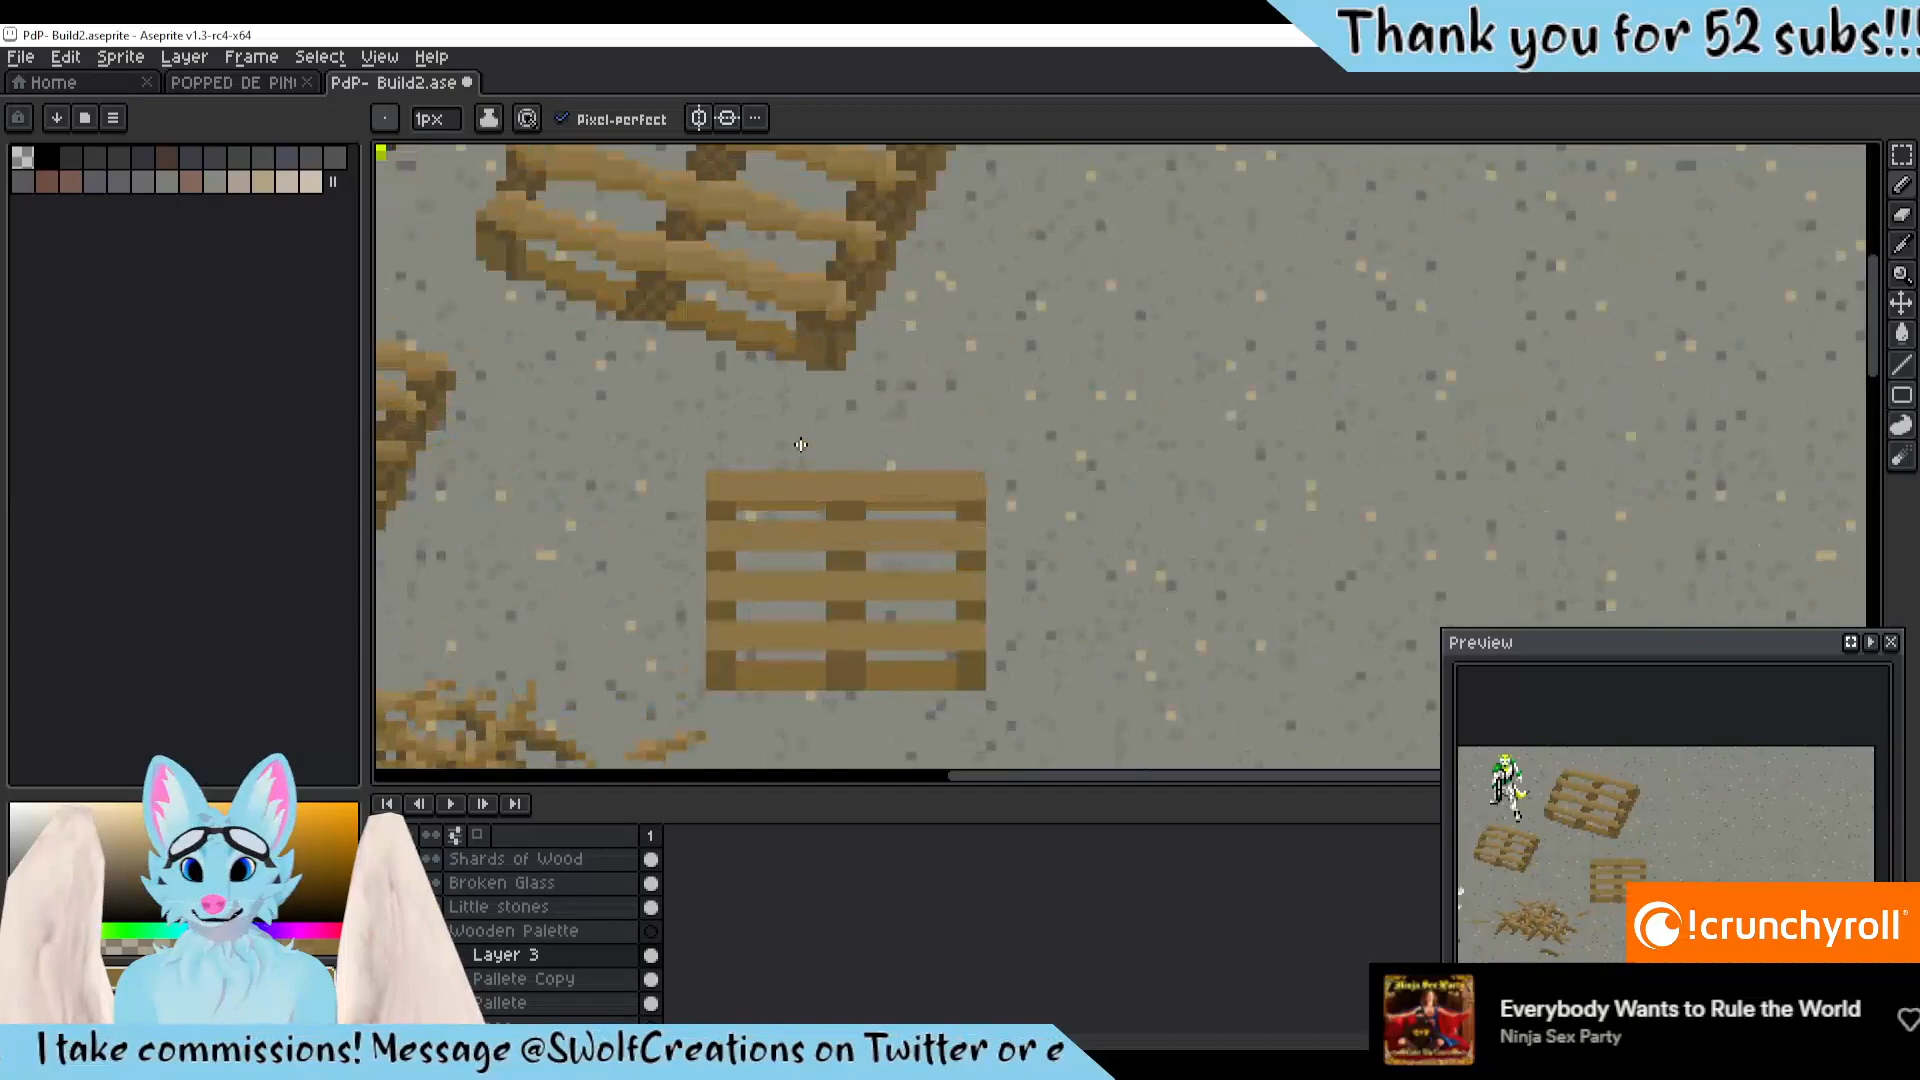 Thank you for 52 subs!!!
PdP- Build2.aseprite - Aseprite v1.3-rc4-x64
File Edit Sprite Layer Select View Help
Frame
Home
POPPED DE PIN
PdP- Build2.ase
1px
Pixel-perfect
Preview
1
Shards of Wood
Broken Glass
Little stones
Wooden Palette
Layer 3
Pallete Copy
Pallete
!crunchyroll
Everybody Wants to Rule the World
Ninja Sex Party
I take commissions! Message @SWolfCreations on Twitter or e